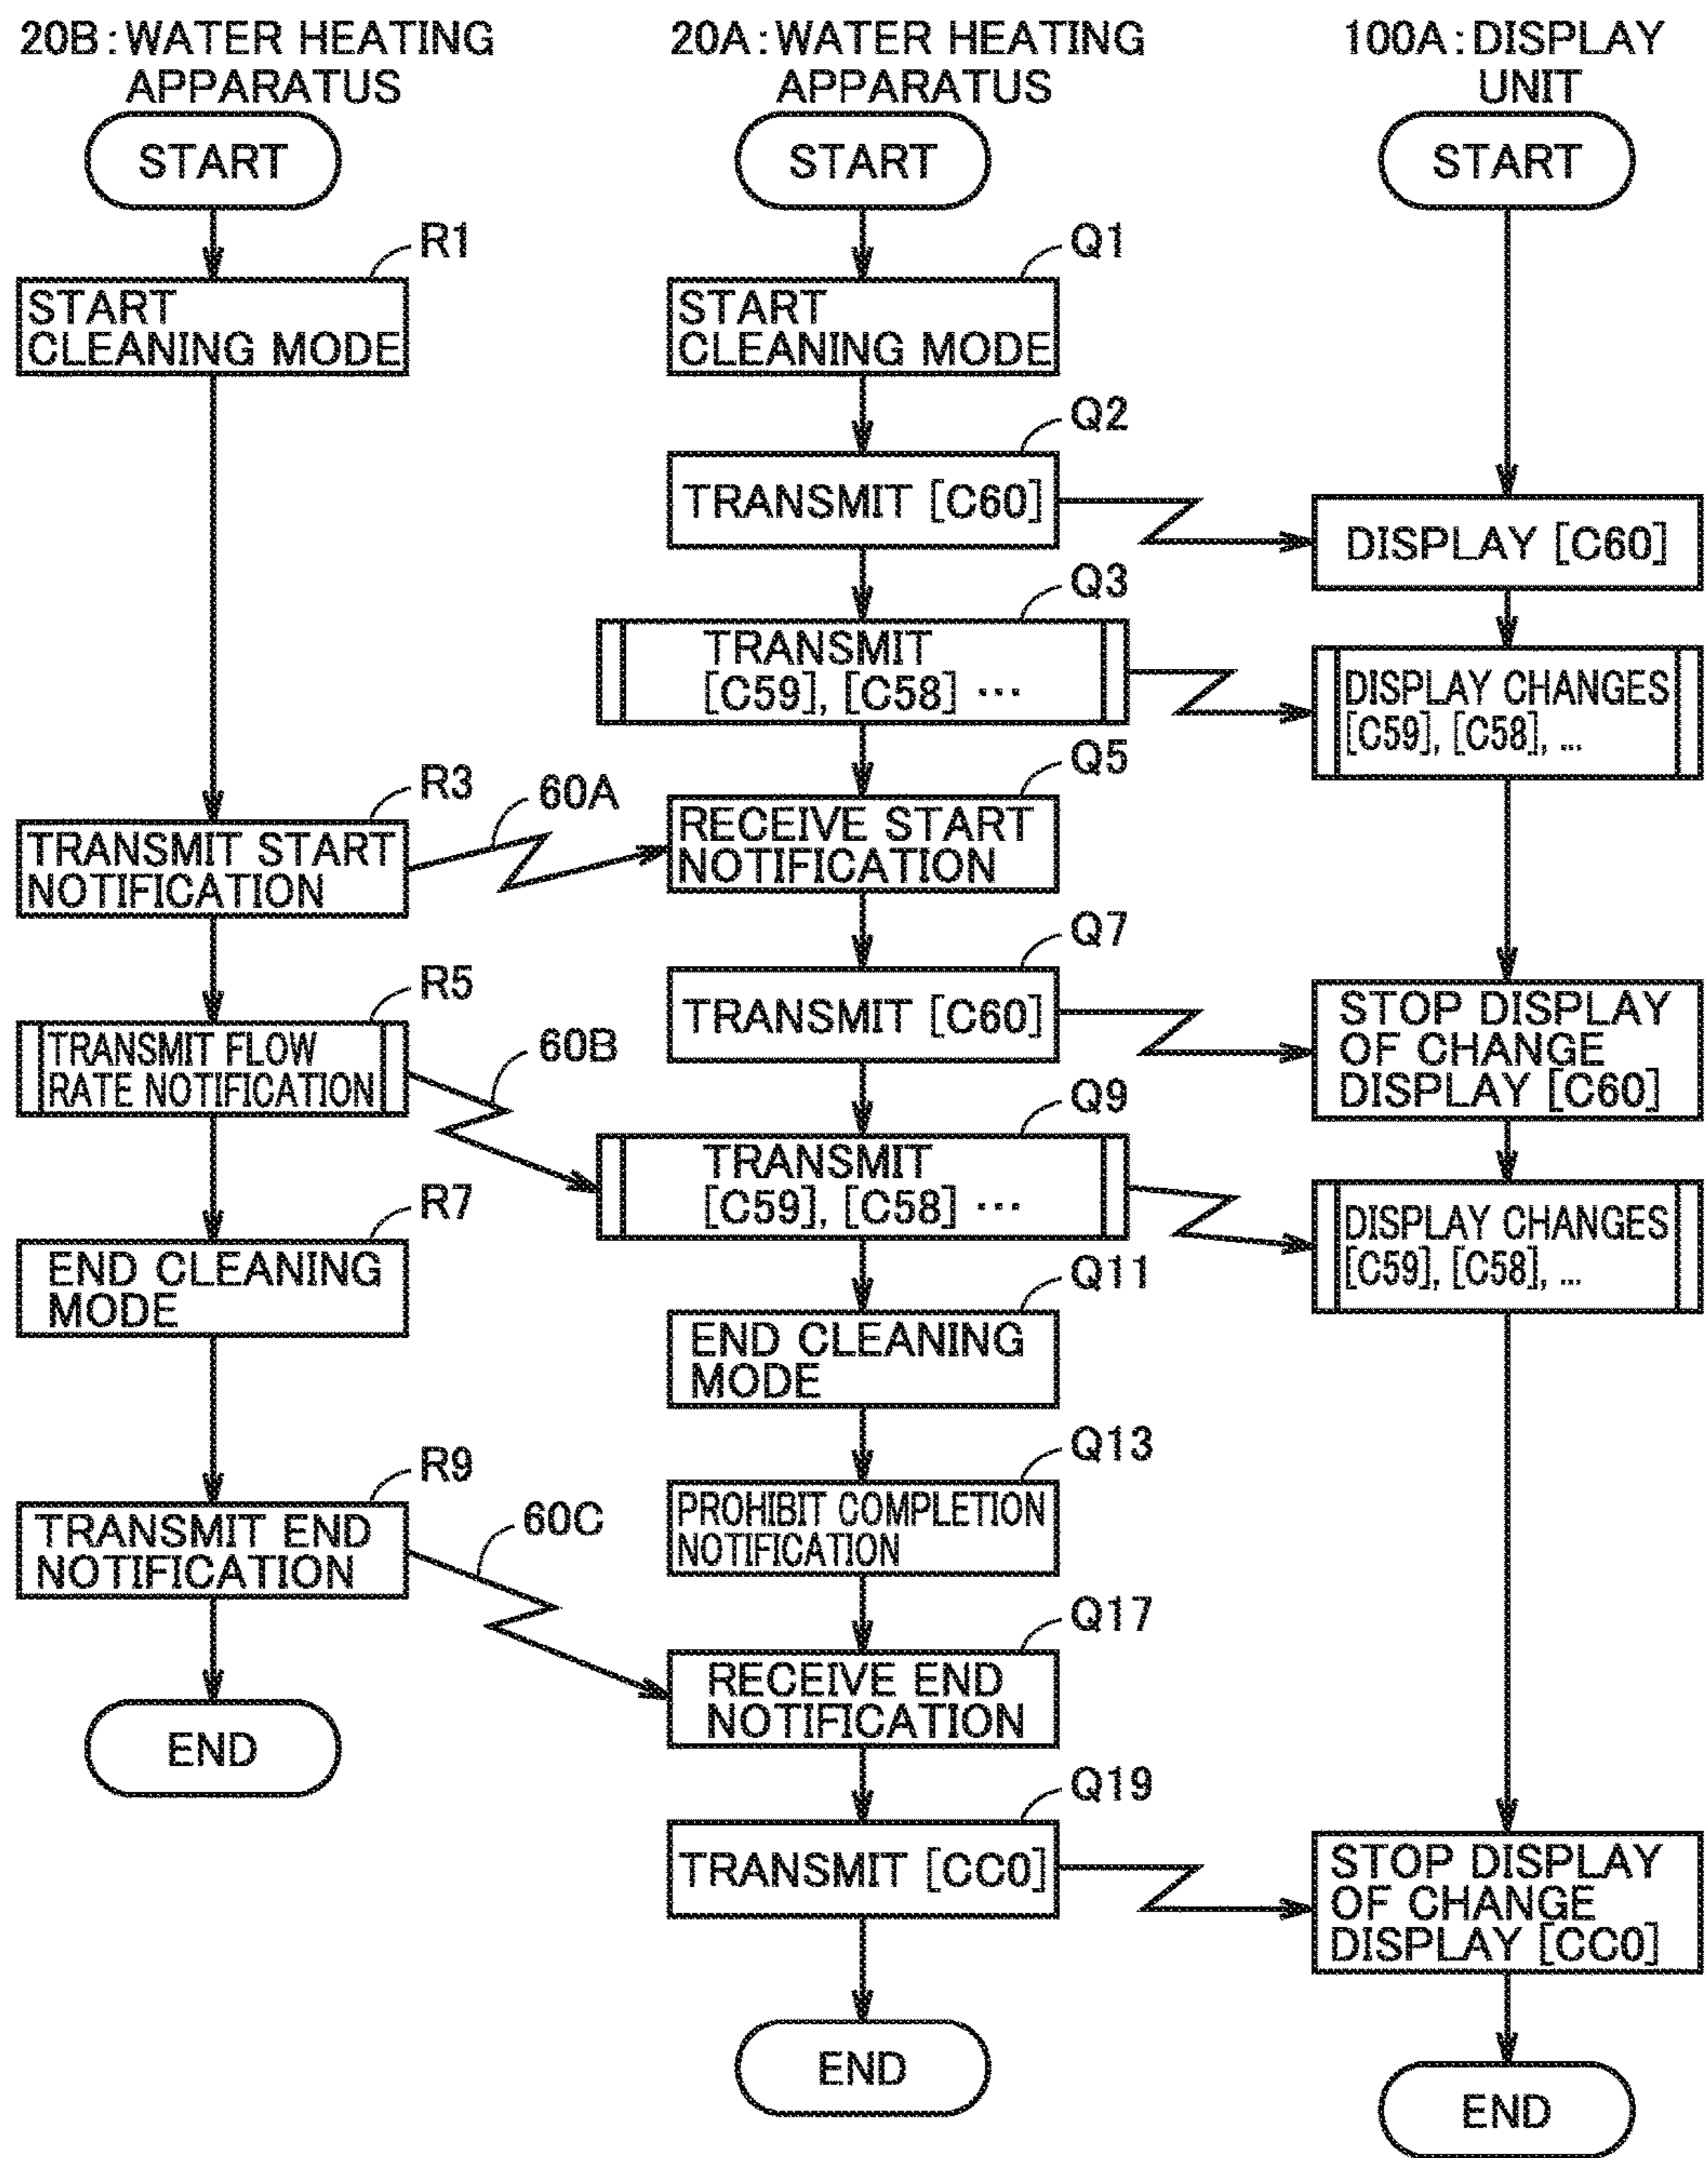 20B:WATER HEATING
APPARATUS
START
R1
START
CLEANING MODE
R3
TRANSMIT START
NOTIFICATION
60A
R5
TRANSMIT FLOW
RATE NOTIFICATION
60B
R7
END CLEANING
MODE
R9
TRANSMIT END
NOTIFICATION
60C
END
20A:WATER HEATING
APPARATUS
START
Q1
START
CLEANING MODE
Q2
TRANSMIT [C60]
Q3
TRANSMIT
[C59], [C58] ···
Q5
RECEIVE START
NOTIFICATION
Q7
TRANSMIT [C60]
Q9
TRANSMIT
[C59], [C58] ···
Q11
END CLEANING
MODE
Q13
PROHIBIT COMPLETION
NOTIFICATION
Q17
RECEIVE END
NOTIFICATION
Q19
TRANSMIT [CC0]
END
100A:DISPLAY
UNIT
START
DISPLAY [C60]
DISPLAY CHANGES
[C59], [C58], ...
STOP DISPLAY
OF CHANGE
DISPLAY [C60]
DISPLAY CHANGES
[C59], [C58], ...
STOP DISPLAY
OF CHANGE
DISPLAY [CC0]
END